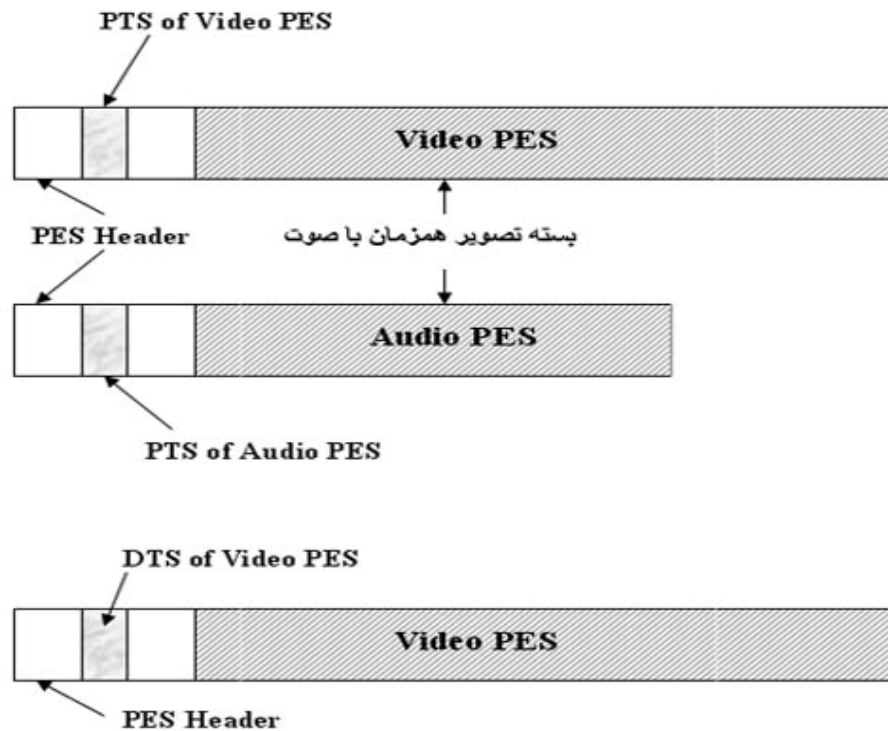 PTS of Video PES
Video PES
PES Header
بسته تصویر همزمان با صوت
Audio PES
PTS of Audio PES
DTS of Video PES
Video PES
PES Header